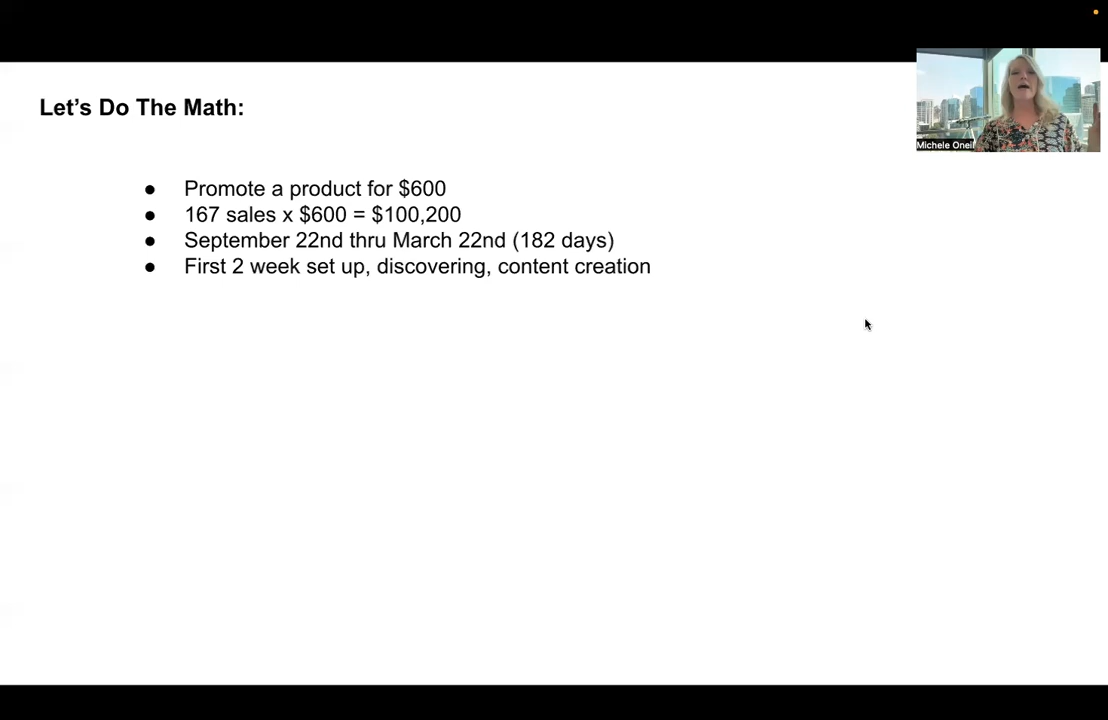 Let's Do The Math:
● Promote a product for $600
● 167 sales x $600 = $100,200
● September 22nd thru March 22nd (182 days)
● First 2 week set up, discovering, content creation
Michele Oneil